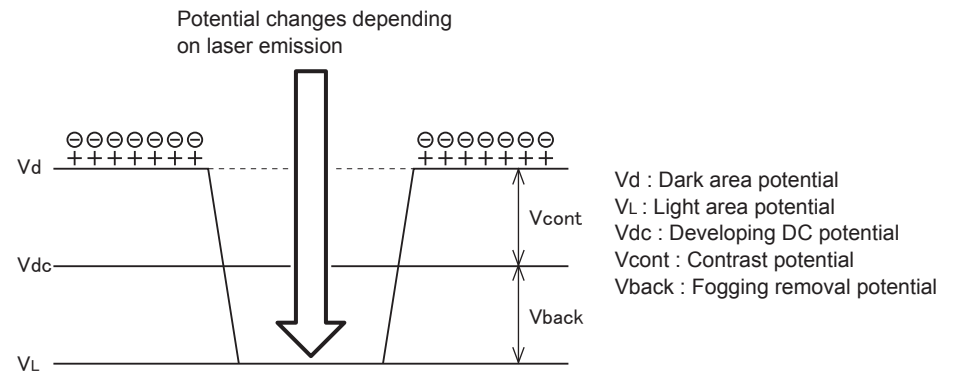 Potential changes depending
on laser emission
⊖⊖⊖⊖⊖⊖⊖ ⊖⊖⊖⊖⊖⊖⊖
+++++++ +++++++
Vd
Vcont
Vdc
Vback
VL
Vd : Dark area potential
VL : Light area potential
Vdc : Developing DC potential
Vcont : Contrast potential
Vback : Fogging removal potential